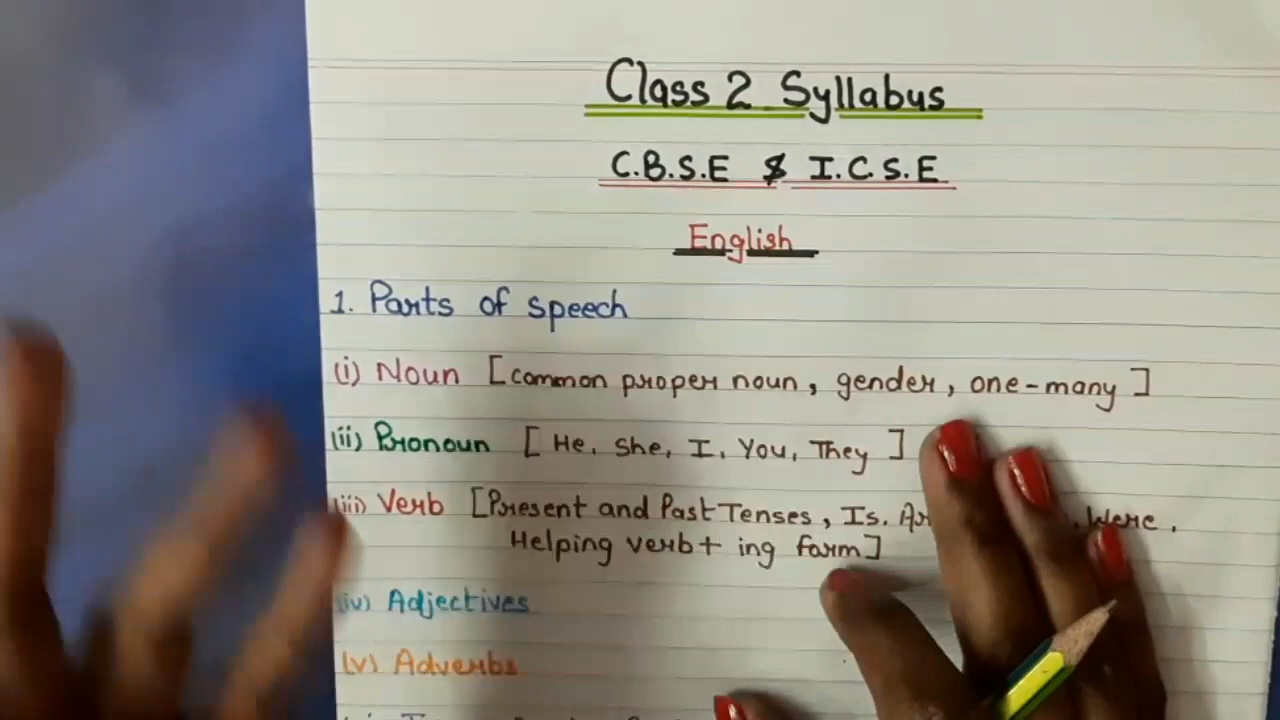 Class 2 Syllabus
C.B.S.E & I.C.S.E
English
1. Parts of speech
(i) Noun [common proper noun, gender, one-many]
(ii) Pronoun [He, She, I, You, They]
(iii) Verb [Present and Past Tenses, Is. Were,
Helping verb + ing farm]
(iv) Adjectives
(v) Adverbs